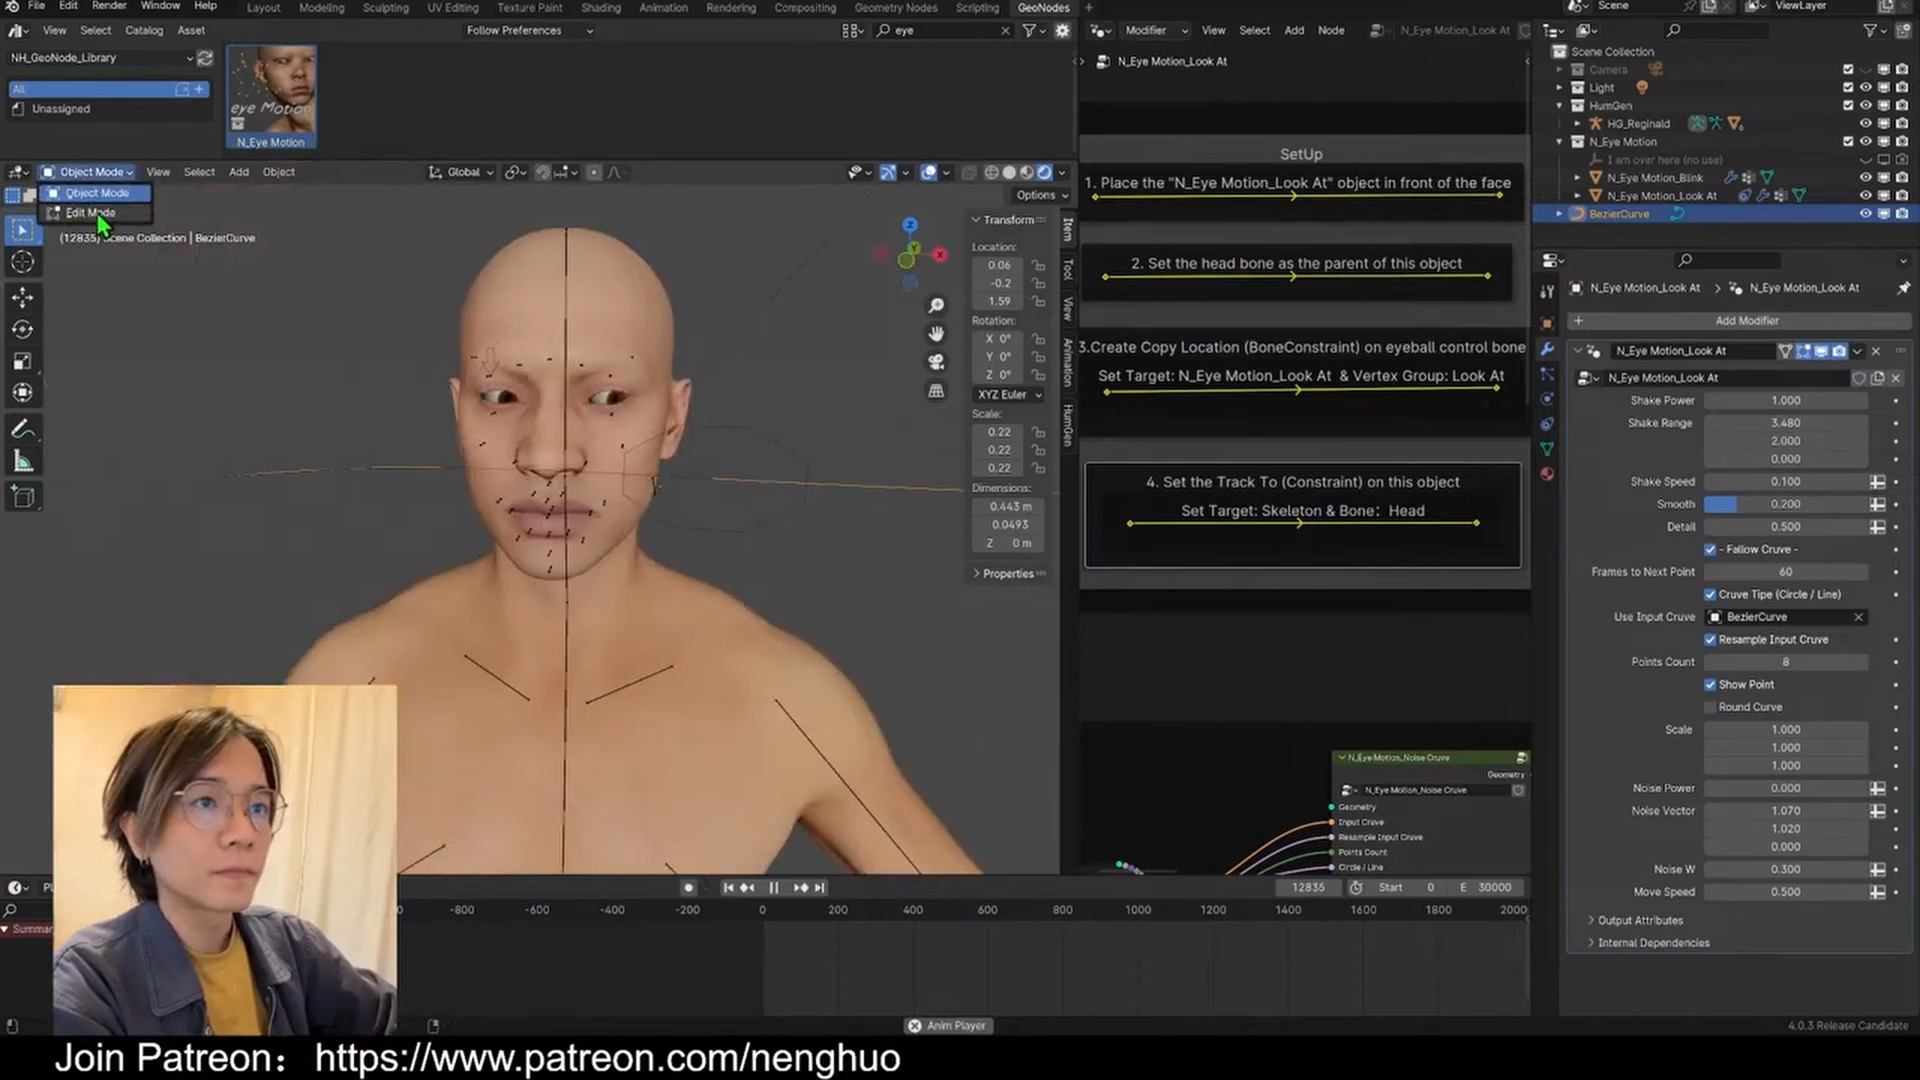 File Edit Render Window Help Layout Modeling Sculpting UV Editing Texture Paint Shading Animation Rendering Compositing Geometry Nodes Scripting GeoNodes +
Scene
ViewLayer
View Select Catalog Asset
Follow Preferences
eye
NH_GeoNode_Library
All
Unassigned
eye Motion
N_Eye Motion
Object Mode View Select Add Object
Global
Options
Object Mode
Edit Mode
(12835) Scene Collection | BezierCurve
Z
Y
X
Transform
Location:
0.06
-0.2
1.59
Rotation:
X 0°
Y 0°
Z 0°
XYZ Euler
Scale:
0.22
0.22
0.22
Dimensions:
0.443 m
0.0493
Z 0 m
Properties
Item
Tool
View
Animation
HumGen
Modifier View Select Add Node
N_Eye Motion_Look At
N_Eye Motion_Look At
SetUp
1. Place the "N_Eye Motion_Look At" object in front of the face
2. Set the head bone as the parent of this object
3.Create Copy Location (BoneConstraint) on eyeball control bone
Set Target: N_Eye Motion_Look At & Vertex Group: Look At
4. Set the Track To (Constraint) on this object
Set Target: Skeleton & Bone: Head
N_Eye Motion_Noise Cruve
Geometry
N_Eye Motion_Noise Cruve
Geometry
Input Cruve
Resample Input Cruve
Points Count
Circle / Line
Scene Collection
Camera
Light
HumGen
HG_Reginald
N_Eye Motion
I am over here (no use)
N_Eye Motion_Blink
N_Eye Motion_Look At
BezierCurve
N_Eye Motion_Look At > N_Eye Motion_Look At
Add Modifier
N_Eye Motion_Look At
N_Eye Motion_Look At
Shake Power 1.000
Shake Range 3.480
2.000
0.000
Shake Speed 0.100
Smooth 0.200
Detail 0.500
- Fallow Cruve -
Frames to Next Point 60
Cruve Tipe (Circle / Line)
Use Input Cruve BezierCurve
Resample Input Cruve
Points Count 8
Show Point
Round Curve
Scale 1.000
1.000
1.000
Noise Power 0.000
Noise Vector 1.070
1.020
0.000
Noise W 0.300
Move Speed 0.500
Output Attributes
Internal Dependencies
12835 Start 0 E 30000
-800 -600 -400 -200 0 200 400 600 800 1000 1200 1400 1600 1800 2000
Anim Player
4.0.3 Release Candidate
Join Patreon： https://www.patreon.com/nenghuo